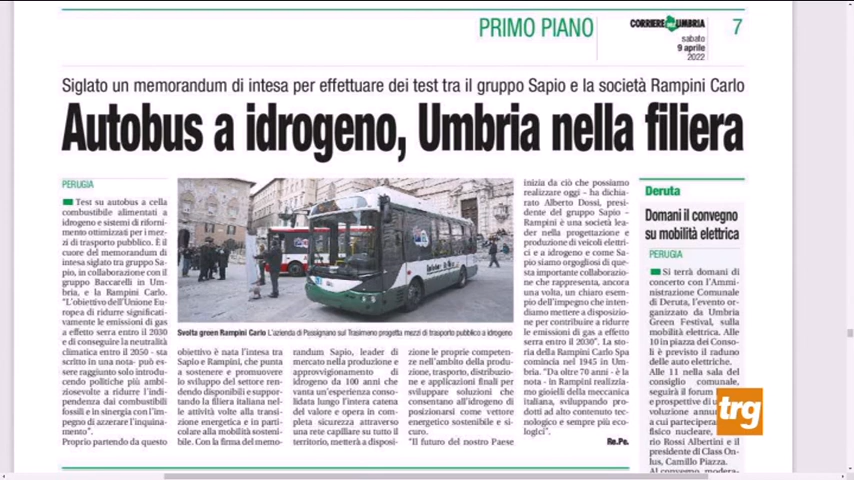 PRIMO PIANO
CORRIERE DELL'UMBRIA
sabato
9 aprile
2022
7
Siglato un memorandum di intesa per effettuare dei test tra il gruppo Sapio e la società Rampini Carlo
Autobus a idrogeno, Umbria nella filiera
PERUGIA
Test su autobus a cella
combustibile alimentati a
idrogeno e sistemi di riforni-
mento ottimizzati per i mez-
zi di trasporto pubblico. È il
cuore del memorandum di
intesa siglato tra gruppo Sa-
pio, in collaborazione con il
gruppo Baccarelli in Um-
bria, e Rampini Carlo.
"L'obiettivo dell'Unione Eu-
ropea di ridurre significati-
vamente le emissioni di gas
a effetto serra entro il 2030
e di conseguire la neutralità
climatica entro il 2050 - sta
scritto in una nota- può es-
sere raggiunto solo introdu-
cendo politiche più ambi-
ziosevolte a ridurre l'indi-
pendenza dai combustibili
fossili e in sinergia con l'im-
pegno di azzerare l'inquina-
mento".
Proprio partendo da questo
Svolta green Rampini Carlo L'azienda di Passignano sul Trasimeno progetta mezzi di trasporto pubblico a idrogeno
obiettivo è nata l'intesa tra
Sapio e Rampini, che punta
a sostenere e promuovere
lo sviluppo del settore ren-
dendo disponibili e suppor-
tando la filiera italiana nel-
le attività volte alla transi-
zione energetica e in parti-
colare alla mobilità sosteni-
bile. Con la firma del memo-
randum Sapio, leader di
mercato nella produzione e
approvvigionamento di
idrogeno da 100 anni che
vanta un'esperienza conso-
lidata lungo l'intera catena
del valore e opera in com-
pleta sicurezza attraverso
una rete capillare su tutto il
territorio, metterà a disposi-
zione le proprie competen-
ze nell'ambito della produ-
zione, trasporto, distribuzio-
ne e applicazioni finali per
sviluppare soluzioni che
consentano all'idrogeno di
posizionarsi come vettore
energetico sostenibile e si-
curo.
"Il futuro del nostro Paese
inizia da ciò che possiamo
realizzare oggi - ha dichia-
rato Alberto Dossi, presi-
dente del gruppo Sapio -
Rampini è una società lea-
der nella progettazione e
produzione di veicoli elettri-
ci e a idrogeno e come Sa-
pio siamo orgogliosi di que-
sta importante collaborazio-
ne che rappresenta, ancora
una volta, un chiaro esem-
pio dell'impegno che inten-
diamo mettere a disposizio-
ne per contribuire a ridurre
le emissioni di gas a effetto
serra entro il 2030". La sto-
ria della Rampini Carlo Spa
comincia nel 1945 in Um-
bria. "Da oltre 70 anni - è la
nota - in Rampini realizzia-
mo gioielli della meccanica
italiana, sviluppando pro-
dotti ad alto contenuto tec-
nologico e sempre più eco-
logici".
Re.Pe.
Deruta
Domani il convegno
su mobilità elettrica
PERUGIA
Si terrà domani di
concerto con l'Ammi-
nistrazione Comunale
di Deruta, l'evento or-
ganizzato da Umbria
Green Festival, sulla
mobilità elettrica. Alle
10 in piazza dei Conso-
li è previsto il raduno
delle auto elettriche.
Alle 11 nella sala del
consiglio comunale,
seguirà il forum
e prospettive di
voluzione annun
a cui partecipera
fisico nucleare,
rio Rossi Albertini e il
presidente di Class On-
lus, Camillo Piazza.
trg